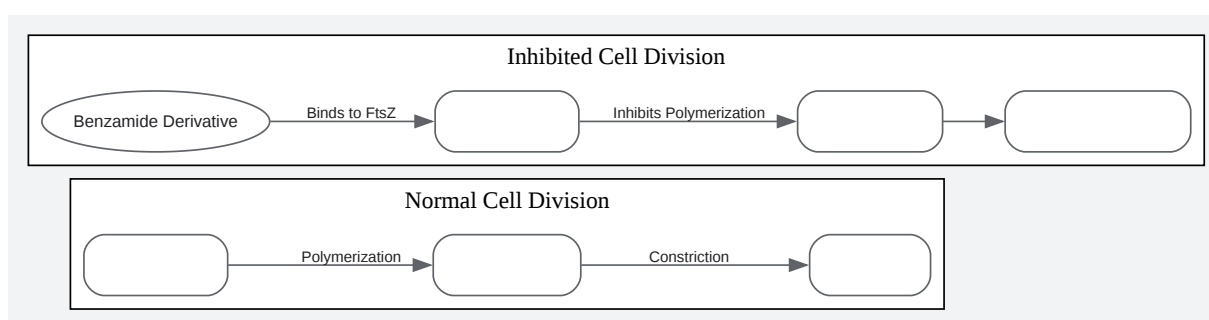 Inhibited Cell Division
Benzamide Derivative
Binds to FtsZ
Inhibits Polymerization
Normal Cell Division
Polymerization
Constriction